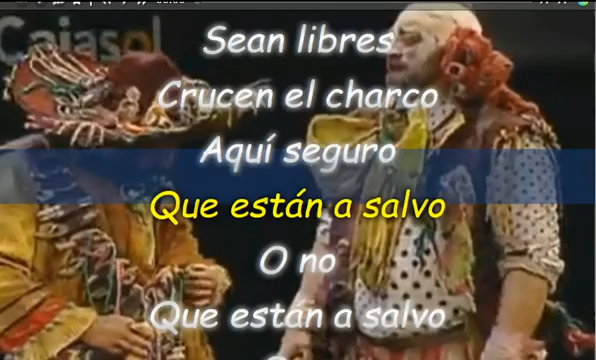 Cajasol
Sean libres
Crucen el charco
Aquí seguro
Que están a salvo
O no
Que están a salvo